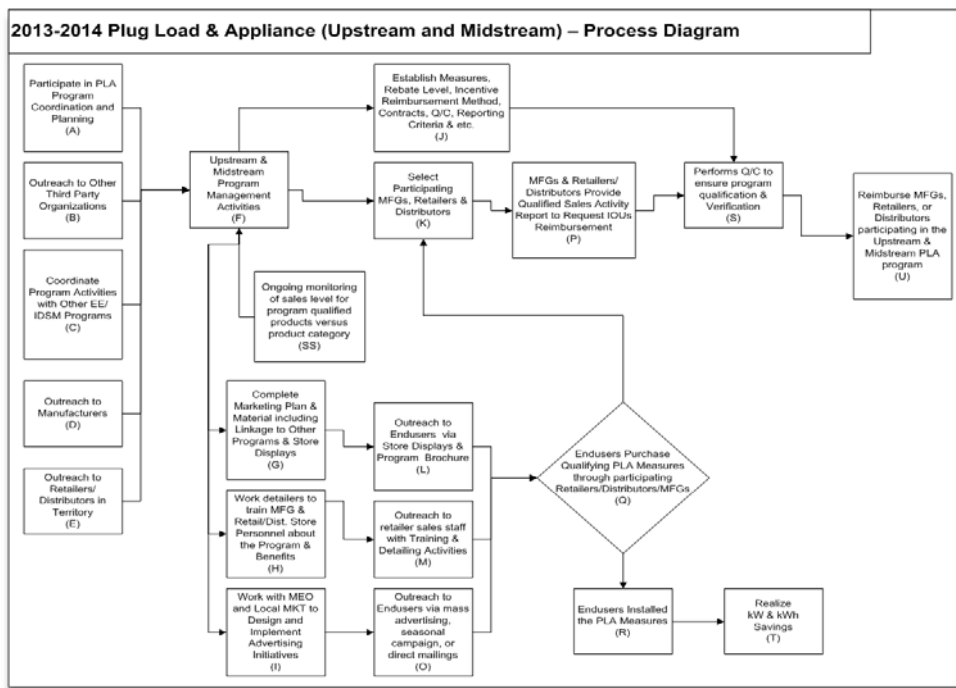 2013-2014 Plug Load & Appliance (Upstream and Midstream) – Process Diagram
Participate in PLA
Program
Coordination and
Planning
(A)
Outreach to Other
Third Party
Organizations
(B)
Coordinate
Program Activities
with Other EE/
IDSM Programs
(C)
Outreach to
Manufacturers
(D)
Outreach to
Retailers/
Distributors in
Territory
(E)
Upstream &
Midstream
Program
Management
Activities
(F)
Ongoing monitoring
of sales level for
program qualified
products versus
product category
(SS)
Complete
Marketing Plan &
Material including
Linkage to Other
Programs & Store
Displays
(G)
Work detailers to
train MFG &
Retail/Dist. Store
Personnel about
the Program &
Benefits
(H)
Work with MEO
and Local MKT to
Design and
Implement
Advertising
Initiatives
(I)
Establish Measures,
Rebate Level, Incentive
Reimbursement Method,
Contracts, Q/C, Reporting
Criteria & etc.
(J)
Select
Participating
MFGs, Retailers &
Distributors
(K)
Outreach to
Endusers via
Store Displays &
Program Brochure
(L)
Outreach to
retailer sales staff
with Training &
Detailing Activities
(M)
Outreach to
Endusers via mass
advertising,
seasonal
campaign, or
direct mailings
(O)
MFGs & Retailers/
Distributors Provide
Qualified Sales Activity
Report to Request IOUs
Reimbursement
(P)
Endusers Purchase
Qualifying PLA Measures
through participating
Retailers/Distributors/MFGs
(Q)
Endusers Installed
the PLA Measures
(R)
Performs Q/C to
ensure program
qualification &
Verification
(S)
Realize
kW & kWh
Savings
(T)
Reimburse MFGs,
Retailers, or
Distributors
participating in the
Upstream &
Midstream PLA
program
(U)